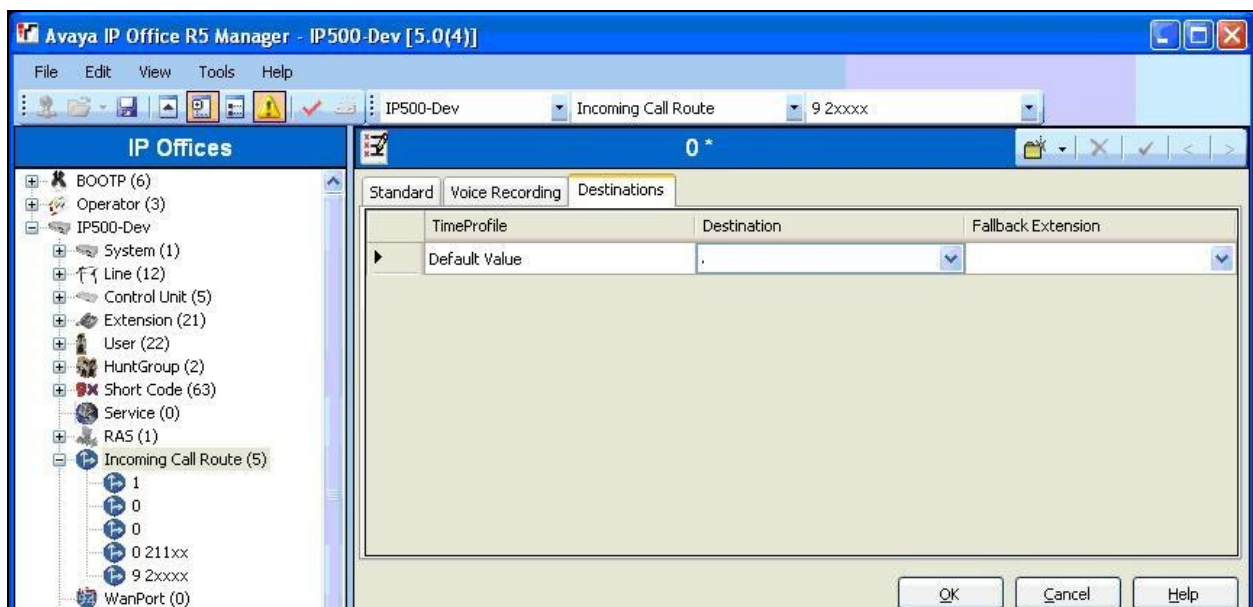 Avaya IP Office R5 Manager - IP500-Dev [5.0(4)]
File Edit View Tools Help
IP500-Dev Incoming Call Route 9 2xxxx
IP Offices
0 *
BOOTP (6)
Operator (3)
IP500-Dev
System (1)
Line (12)
Control Unit (5)
Extension (21)
User (22)
HuntGroup (2)
Short Code (63)
Service (0)
RAS (1)
Incoming Call Route (5)
1
0
0
0 211xx
9 2xxxx
WanPort (0)
Standard Voice Recording Destinations
TimeProfile Destination Fallback Extension
Default Value .
OK Cancel Help